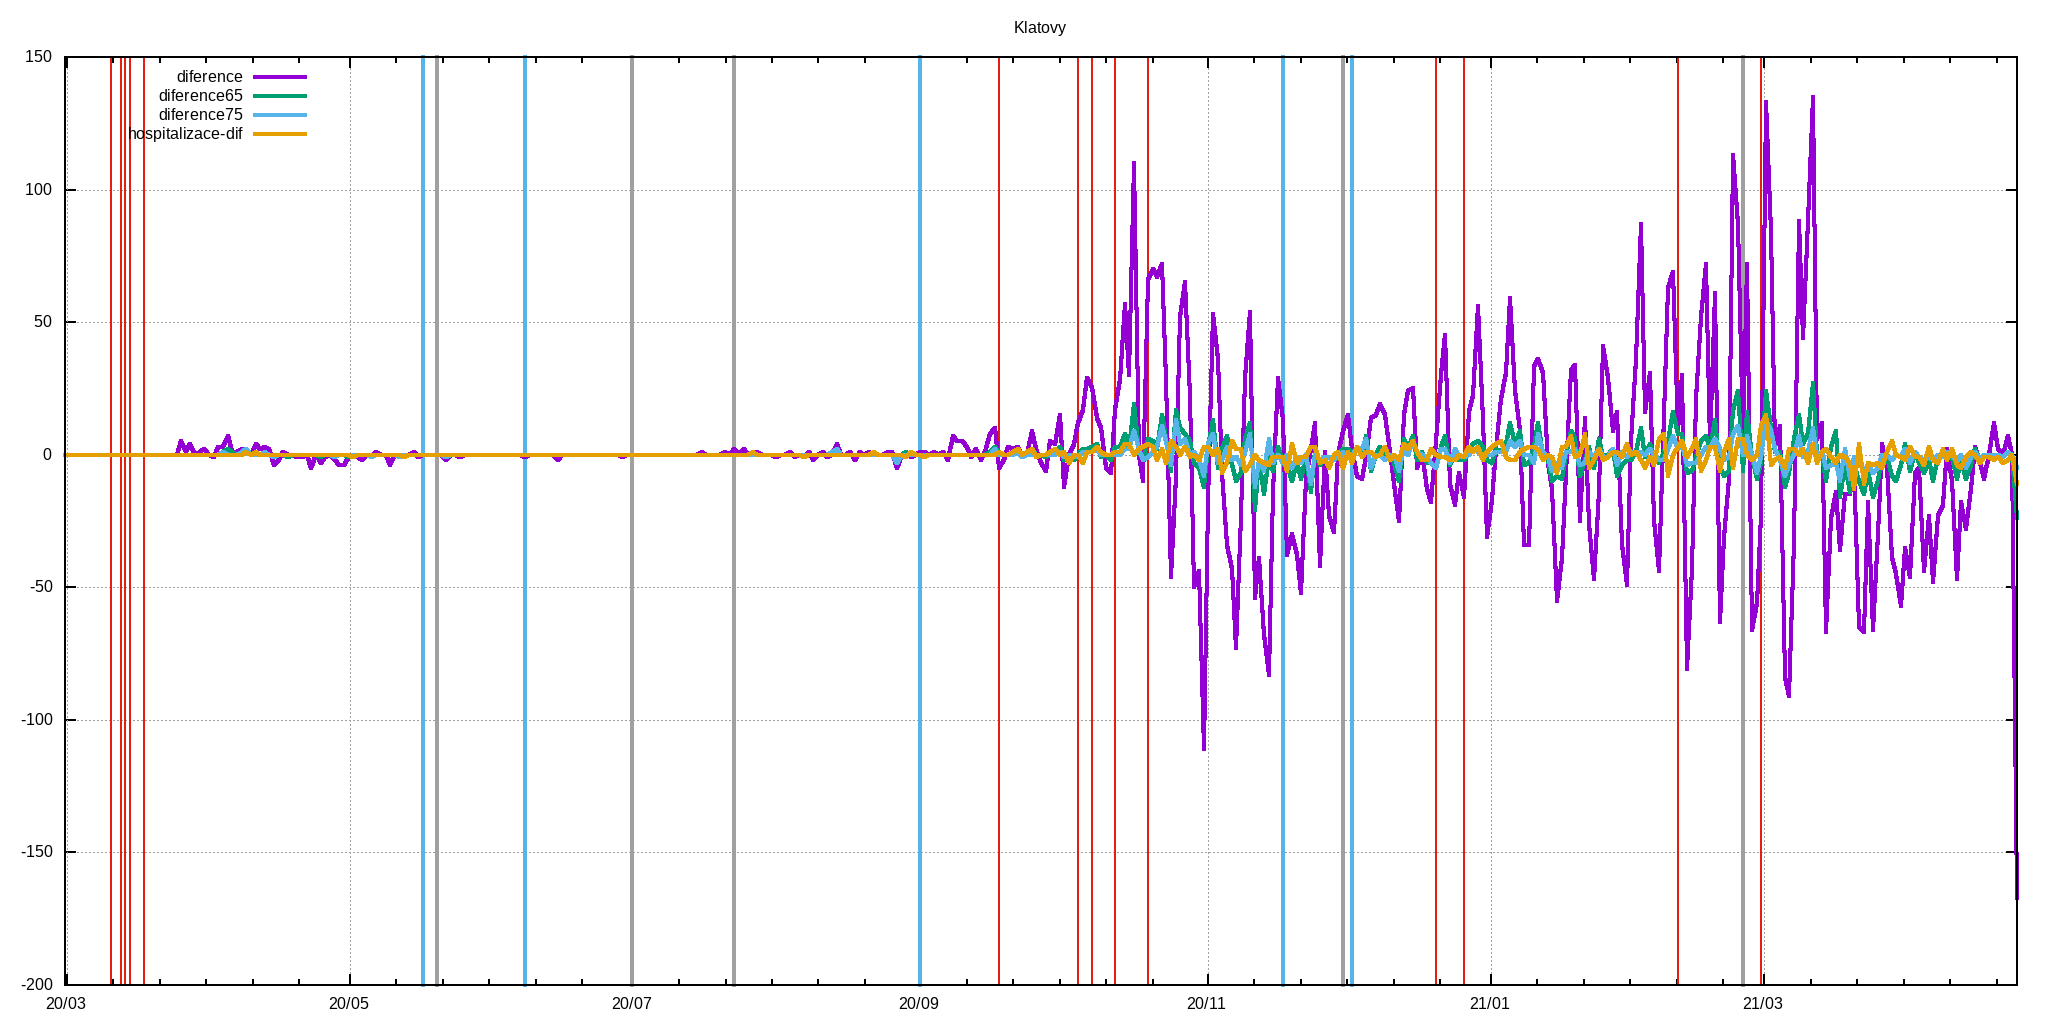 Klatovy
150
diference
diference65
diference75
hospitalizace-dif
100
50
0
-50
-100
-150
-200
20/03 20/05 20/07 20/09 20/11 21/01 21/03